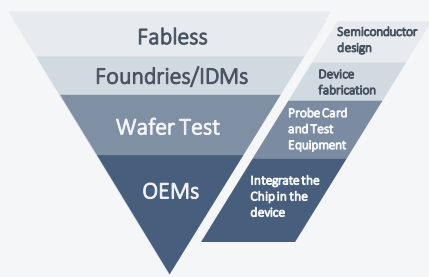 Fabless
Semiconductor
design
Foundries/IDMs
Device
fabrication
Wafer Test
Probe Card
and Test
Equipment
OEMs
Integrate the
Chip in the
device